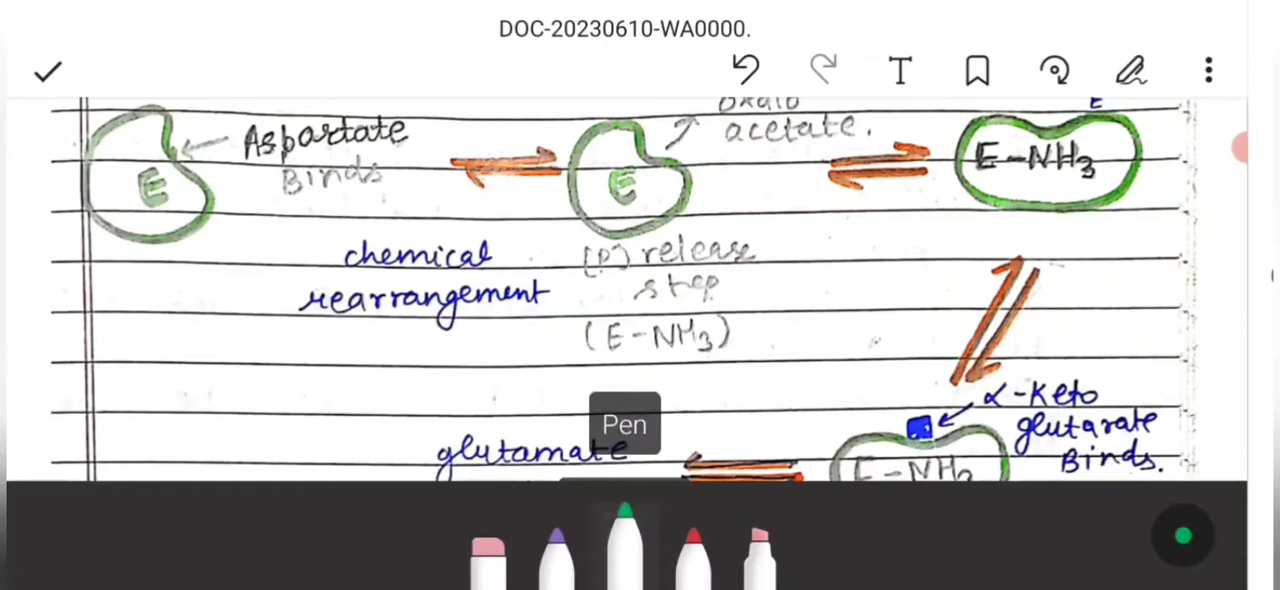 DOC-20230610-WA0000.
T
oxalo
E
Aspartate
acetate.
E-NH3
Binds
E
E
chemical
(P) release
rearrangement
step
(E-NH3)
α-Keto
Pen
glutarate
glutamate
Binds.
E-NH3